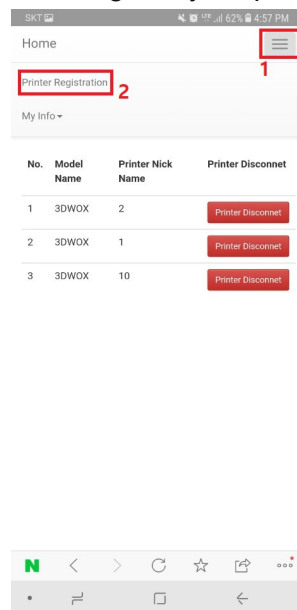 SKT LTE 62% 4:57 PM
Home
1
Printer Registration 2
My Info
No. Model Name Printer Nick Name Printer Disconnet
1 3DWOX 2 Printer Disconnet
2 3DWOX 1 Printer Disconnet
3 3DWOX 10 Printer Disconnet
N